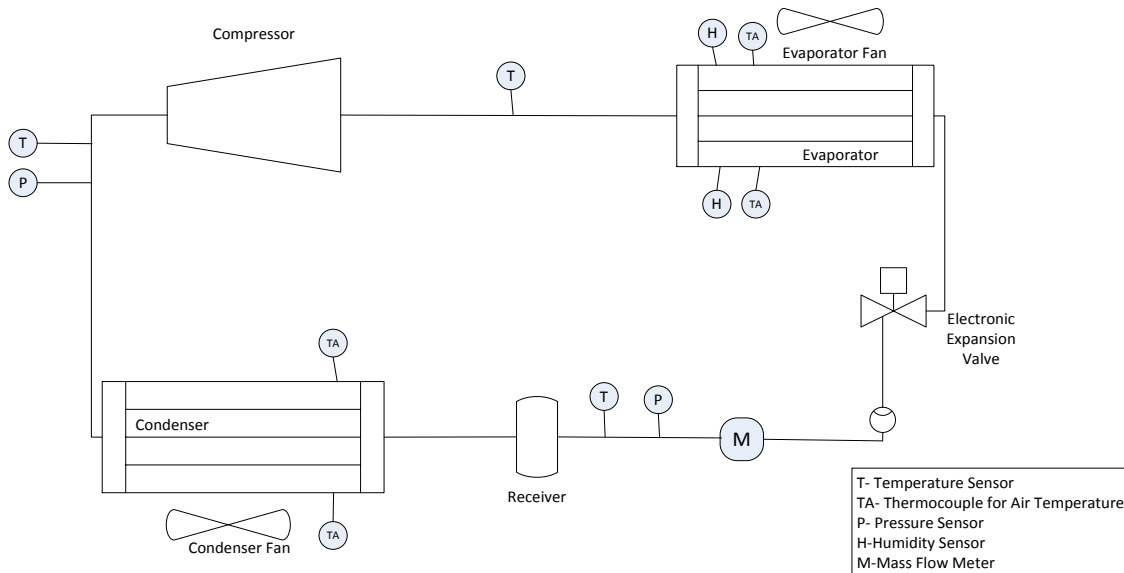 Compressor
H
TA
Evaporator Fan
T
T
P
Evaporator
H
TA
Electronic
Expansion
Valve
TA
Condenser
T
P
M
Receiver
TA
Condenser Fan
T- Temperature Sensor
TA- Thermocouple for Air Temperature
P- Pressure Sensor
H-Humidity Sensor
M-Mass Flow Meter